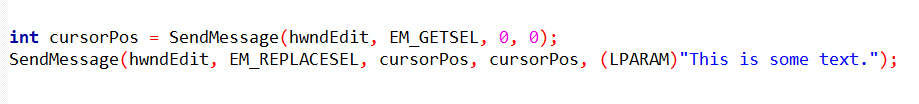 int cursorPos = SendMessage(hwndEdit, EM_GETSEL, 0, 0);
SendMessage(hwndEdit, EM_REPLACESEL, cursorPos, cursorPos, (LPARAM)"This is some text.");